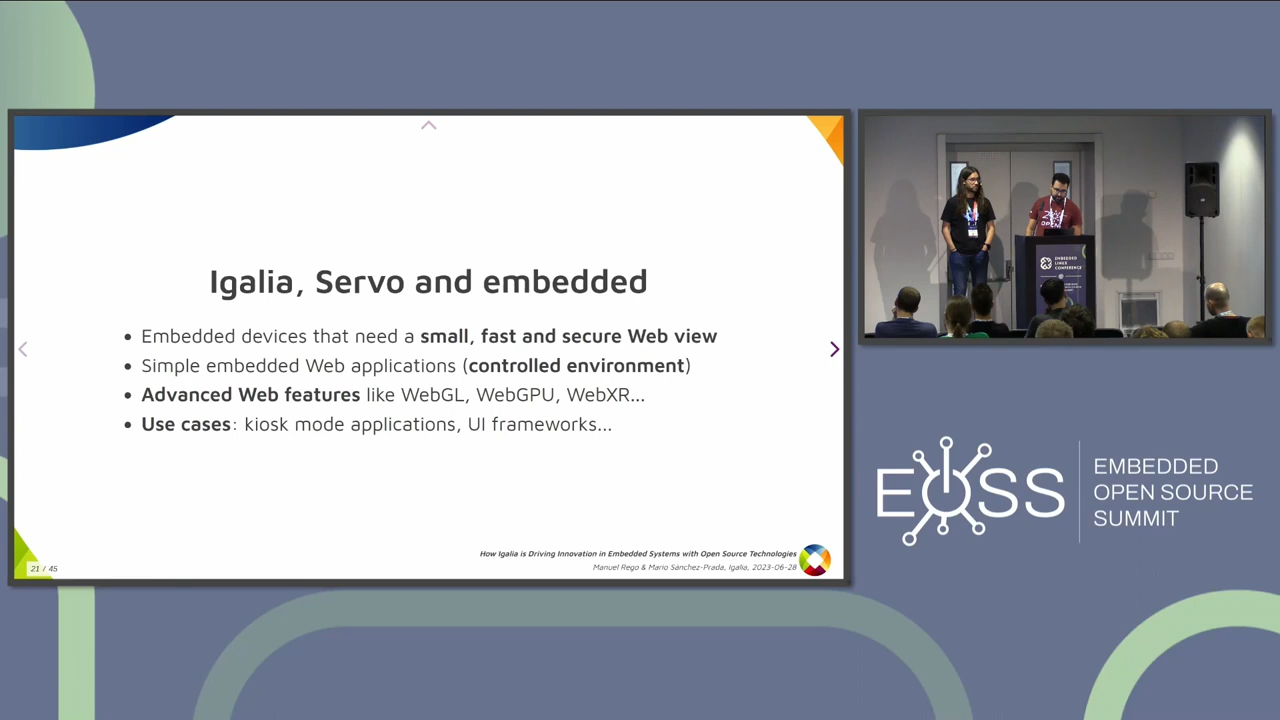 Igalia, Servo and embedded
• Embedded devices that need a small, fast and secure Web view
• Simple embedded Web applications (controlled environment)
• Advanced Web features like WebGL, WebGPU, WebXR...
• Use cases: kiosk mode applications, UI frameworks...
How Igalia is Driving Innovation in Embedded Systems with Open Source Technologies
Manuel Rego & Mario Sánchez-Prada, Igalia, 2023-06-28
21 / 45
EMBEDDED
LINUX
CONFERENCE
EOSS
EMBEDDED
OPEN SOURCE
SUMMIT